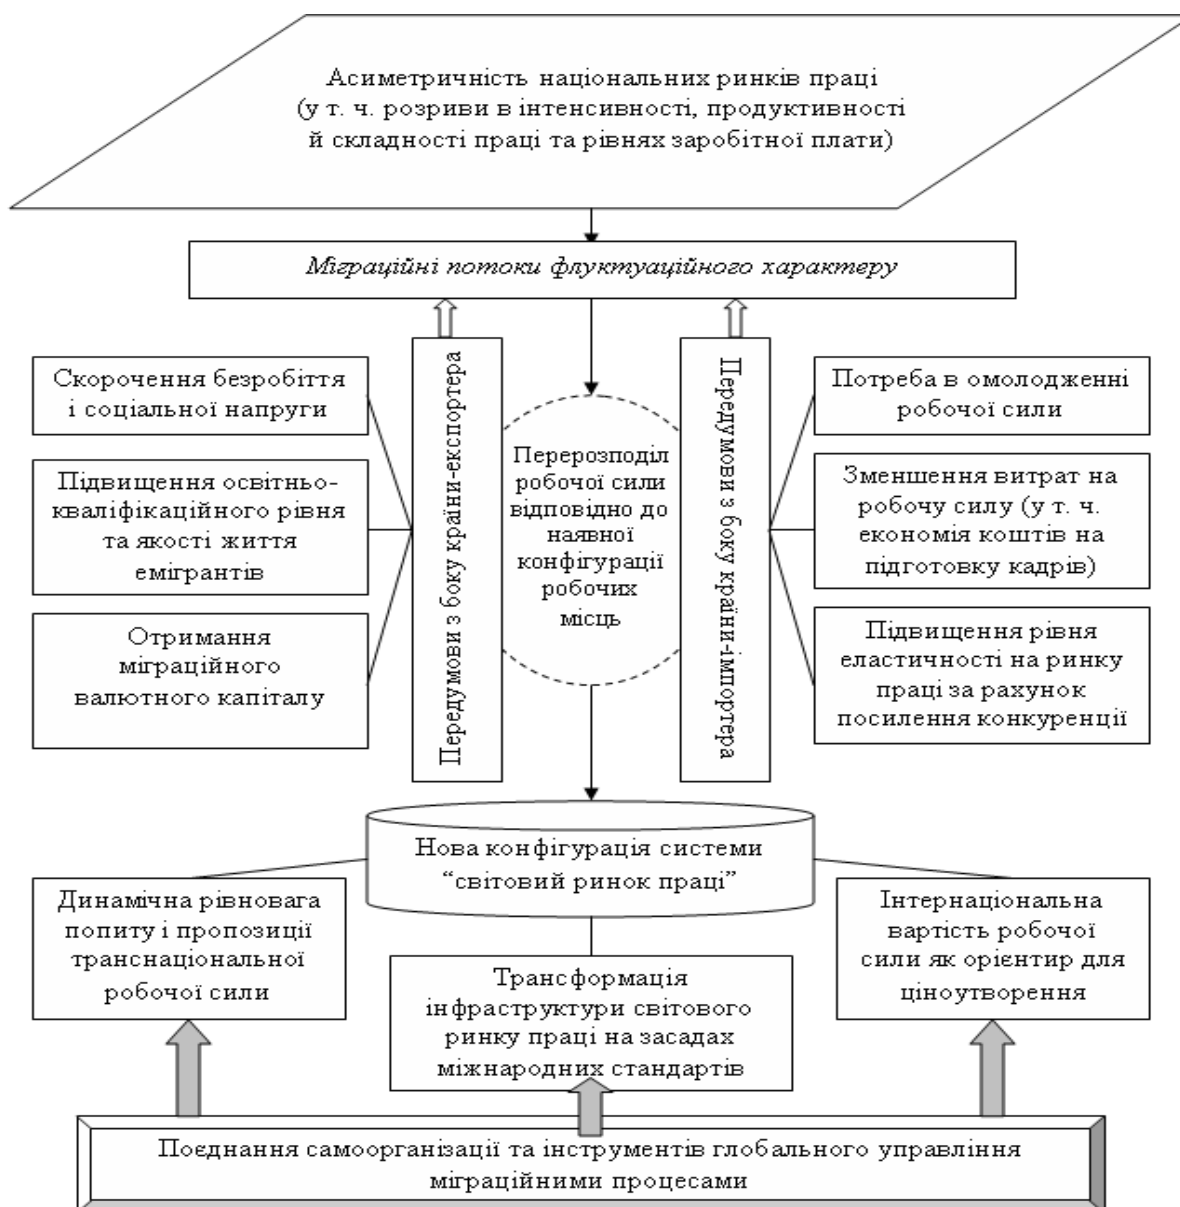 Асиметричність національних ринків праці
(у т. ч. розриви в інтенсивності, продуктивності
й складності праці та рівнях заробітної плати)
Міграційні потоки флуктуаційного характеру
Скорочення безробіття
і соціальної напруги
Підвищення освітньо-
кваліфікаційного рівня
та якості життя
емігрантів
Отримання
міграційного
валютного капіталу
Передумови з боку країни-експортера
Перерозподіл
робочої сили
відповідно до
наявної
конфігурації
робочих
місць
Передумови з боку країни-імпортера
Потреба в омолодженні
робочої сили
Зменшення витрат на
робочу силу (у т. ч.
економія коштів на
підготовку кадрів)
Підвищення рівня
еластичності на ринку
праці за рахунок
посилення конкуренції
Нова конфігурація системи
“світовий ринок праці”
Динамічна рівновага
попиту і пропозиції
транснаціональної
робочої сили
Трансформація
інфраструктури світового
ринку праці на засадах
міжнародних стандартів
Інтернаціональна
вартість робочої
сили як орієнтир для
ціноутворення
Поєднання самоорганізації та інструментів глобального управління
міграційними процесами